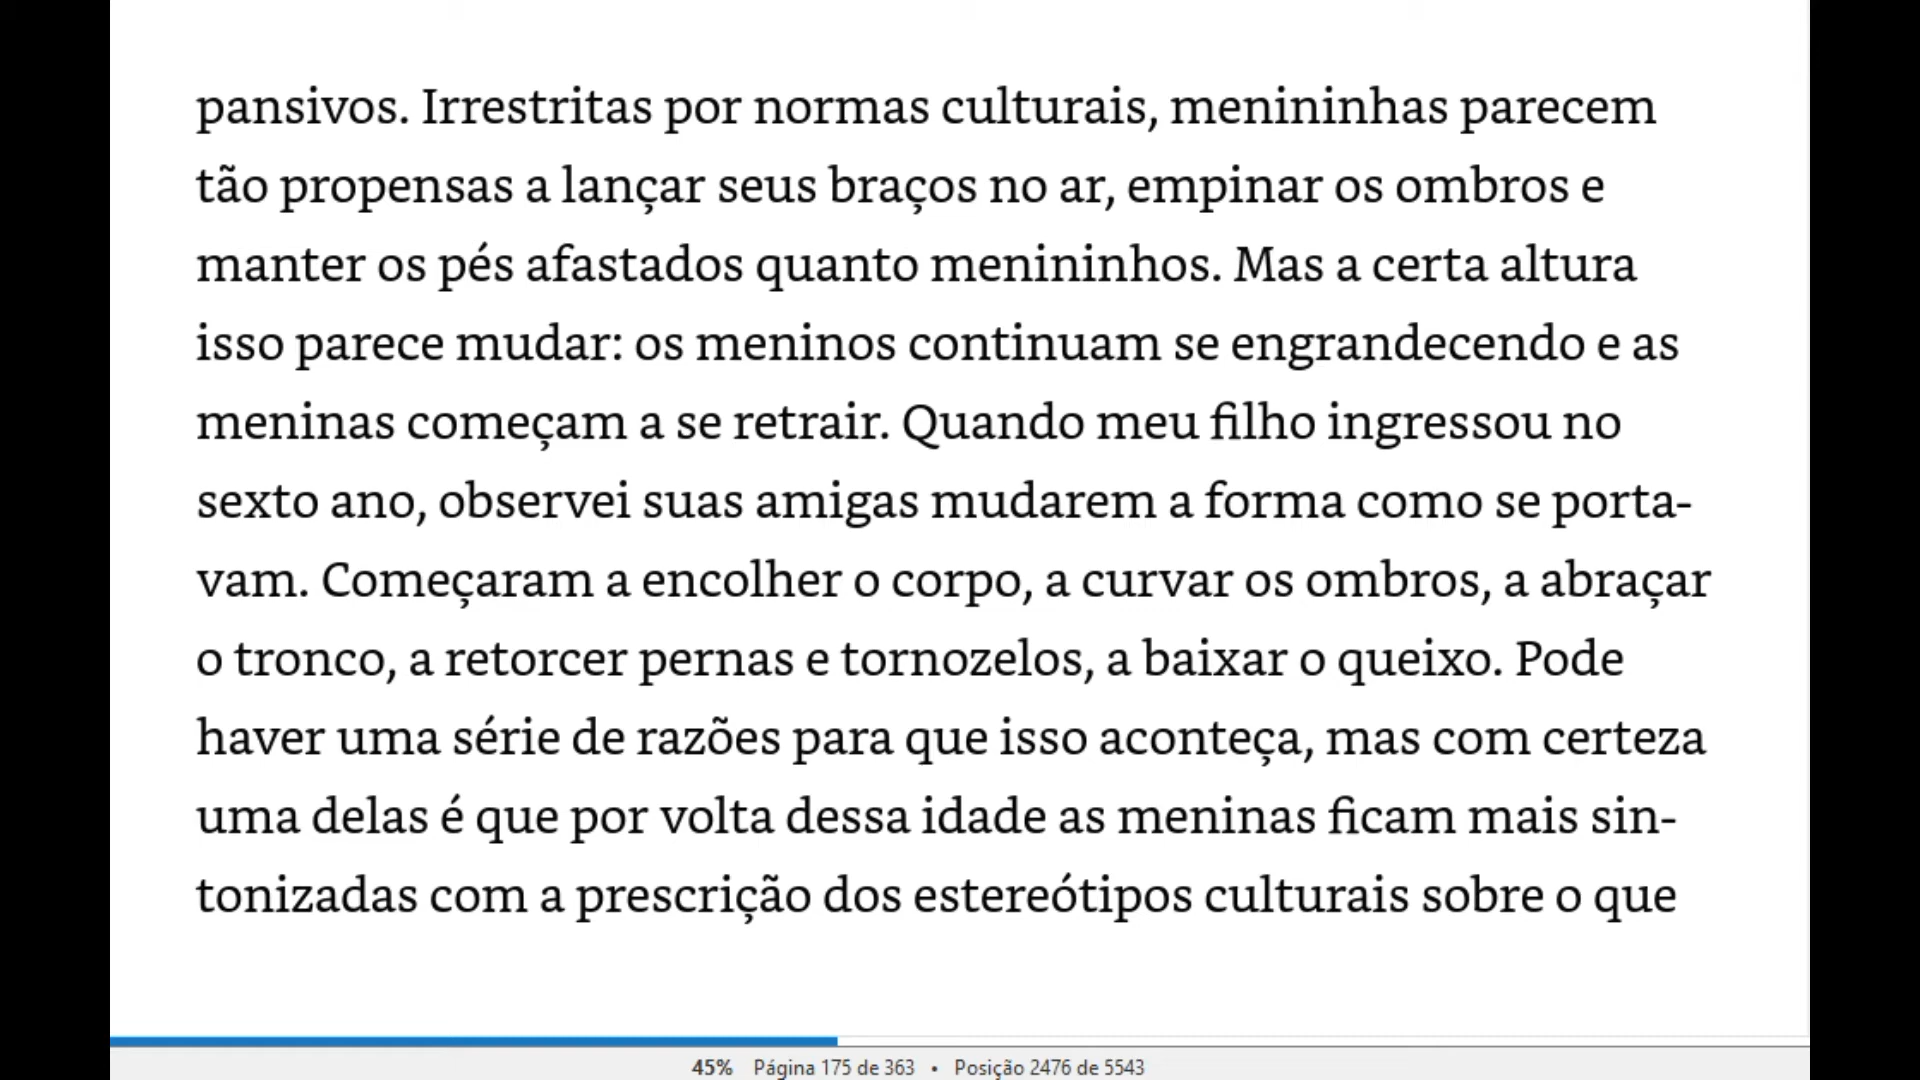 pansivos. Irrestritas por normas culturais, menininhas parecem
tão propensas a lançar seus braços no ar, empinar os ombros e
manter os pés afastados quanto menininhos. Mas a certa altura
isso parece mudar: os meninos continuam se engrandecendo e as
meninas começam a se retrair. Quando meu filho ingressou no
sexto ano, observei suas amigas mudarem a forma como se porta-
vam. Começaram a encolher o corpo, a curvar os ombros, a abraçar
o tronco, a retorcer pernas e tornozelos, a baixar o queixo. Pode
haver uma série de razões para que isso aconteça, mas com certeza
uma delas é que por volta dessa idade as meninas ficam mais sin-
tonizadas com a prescrição dos estereótipos culturais sobre o que
45% Página 175 de 363 • Posição 2476 de 5543